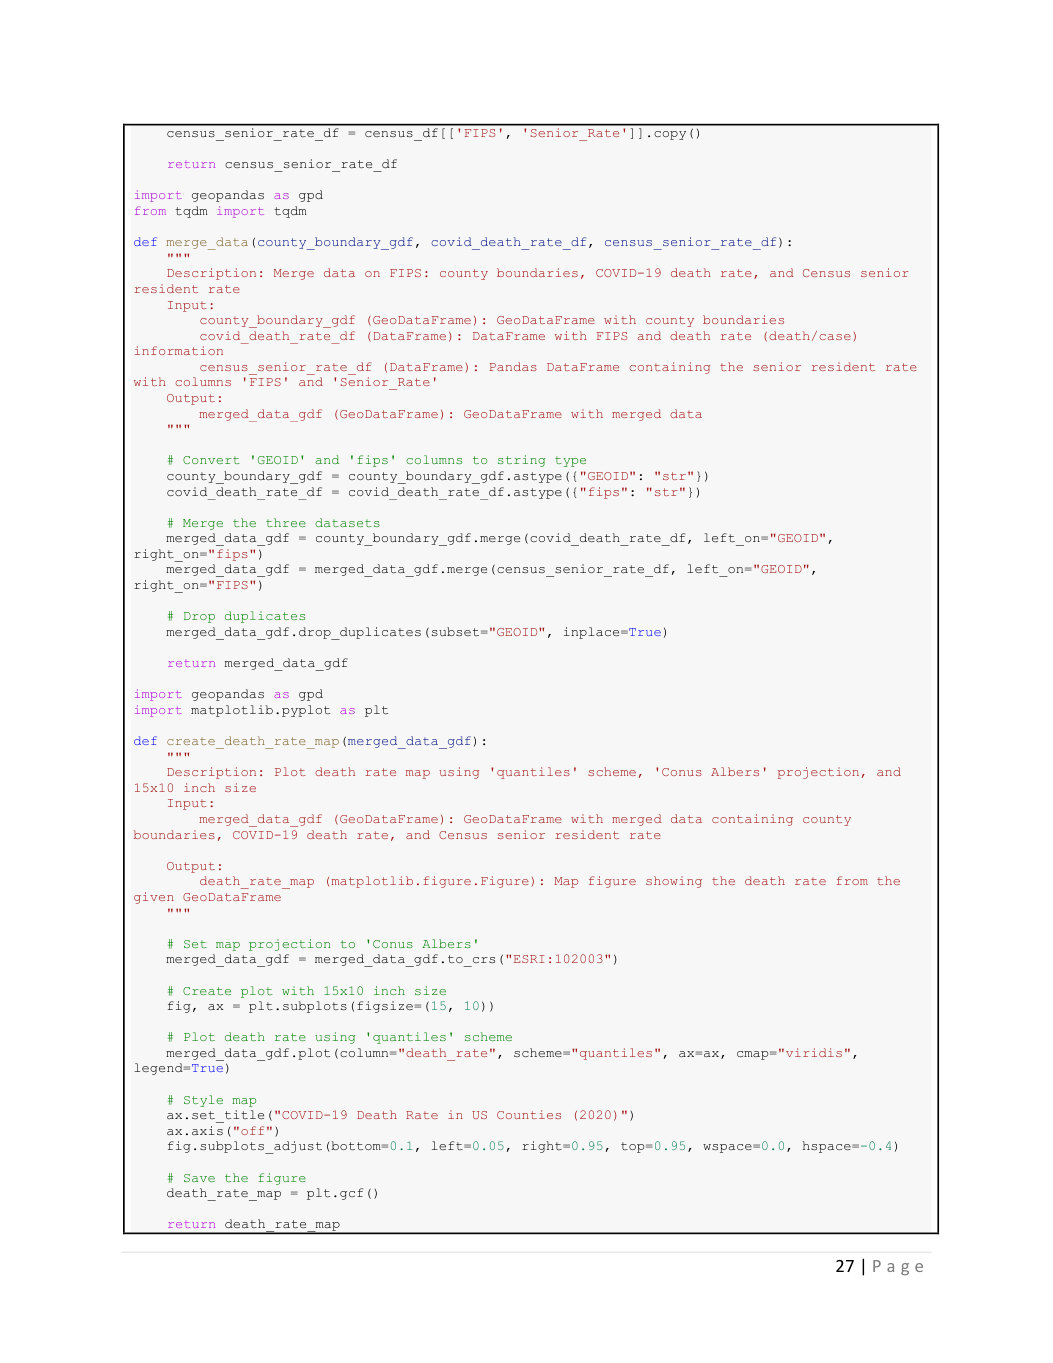 census_senior_rate_df = census_df[['FIPS', 'Senior_Rate']].copy()

    return census_senior_rate_df

import geopandas as gpd
from tqdm import tqdm

def merge_data(county_boundary_gdf, covid_death_rate_df, census_senior_rate_df):
    """
    Description: Merge data on FIPS: county boundaries, COVID-19 death rate, and Census senior
resident rate
    Input:
        county_boundary_gdf (GeoDataFrame): GeoDataFrame with county boundaries
        covid_death_rate_df (DataFrame): DataFrame with FIPS and death rate (death/case)
information
        census_senior_rate_df (DataFrame): Pandas DataFrame containing the senior resident rate
with columns 'FIPS' and 'Senior_Rate'
    Output:
        merged_data_gdf (GeoDataFrame): GeoDataFrame with merged data
    """

    # Convert 'GEOID' and 'fips' columns to string type
    county_boundary_gdf = county_boundary_gdf.astype({"GEOID": "str"})
    covid_death_rate_df = covid_death_rate_df.astype({"fips": "str"})

    # Merge the three datasets
    merged_data_gdf = county_boundary_gdf.merge(covid_death_rate_df, left_on="GEOID",
right_on="fips")
    merged_data_gdf = merged_data_gdf.merge(census_senior_rate_df, left_on="GEOID",
right_on="FIPS")

    # Drop duplicates
    merged_data_gdf.drop_duplicates(subset="GEOID", inplace=True)

    return merged_data_gdf

import geopandas as gpd
import matplotlib.pyplot as plt

def create_death_rate_map(merged_data_gdf):
    """
    Description: Plot death rate map using 'quantiles' scheme, 'Conus Albers' projection, and
15x10 inch size
    Input:
        merged_data_gdf (GeoDataFrame): GeoDataFrame with merged data containing county
boundaries, COVID-19 death rate, and Census senior resident rate

    Output:
        death_rate_map (matplotlib.figure.Figure): Map figure showing the death rate from the
given GeoDataFrame
    """

    # Set map projection to 'Conus Albers'
    merged_data_gdf = merged_data_gdf.to_crs("ESRI:102003")

    # Create plot with 15x10 inch size
    fig, ax = plt.subplots(figsize=(15, 10))

    # Plot death rate using 'quantiles' scheme
    merged_data_gdf.plot(column="death_rate", scheme="quantiles", ax=ax, cmap="viridis",
legend=True)

    # Style map
    ax.set_title("COVID-19 Death Rate in US Counties (2020)")
    ax.axis("off")
    fig.subplots_adjust(bottom=0.1, left=0.05, right=0.95, top=0.95, wspace=0.0, hspace=-0.4)

    # Save the figure
    death_rate_map = plt.gcf()

    return death_rate_map
27 | Page